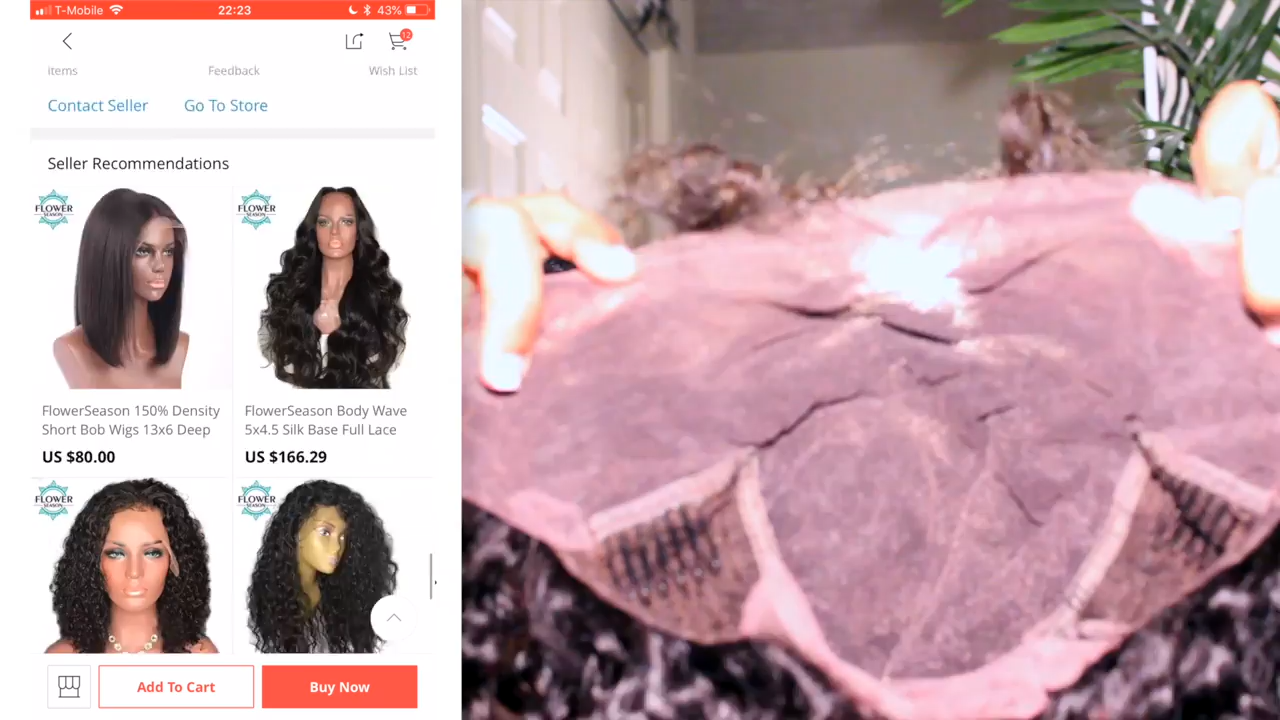 T-Mobile
22:23
43%
12
items
Feedback
Wish List
Contact Seller
Go To Store
Seller Recommendations
FLOWER
SEASON
FLOWER
SEASON
FlowerSeason 150% Density
Short Bob Wigs 13x6 Deep
US $80.00
FlowerSeason Body Wave
5x4.5 Silk Base Full Lace
US $166.29
FLOWER
SEASON
FLOWER
SEASON
Add To Cart
Buy Now